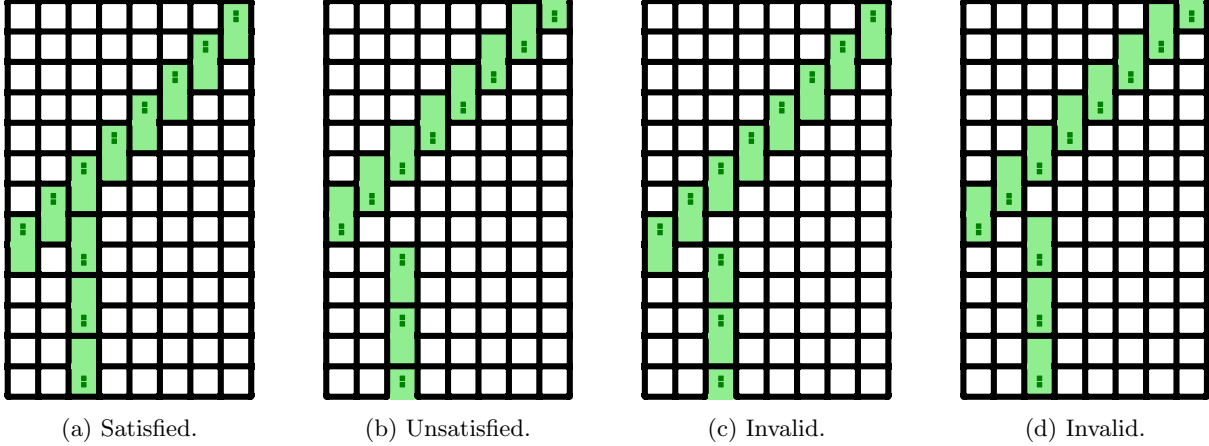 (a) Satisfied.
(b) Unsatisfied.
(c) Invalid.
(d) Invalid.